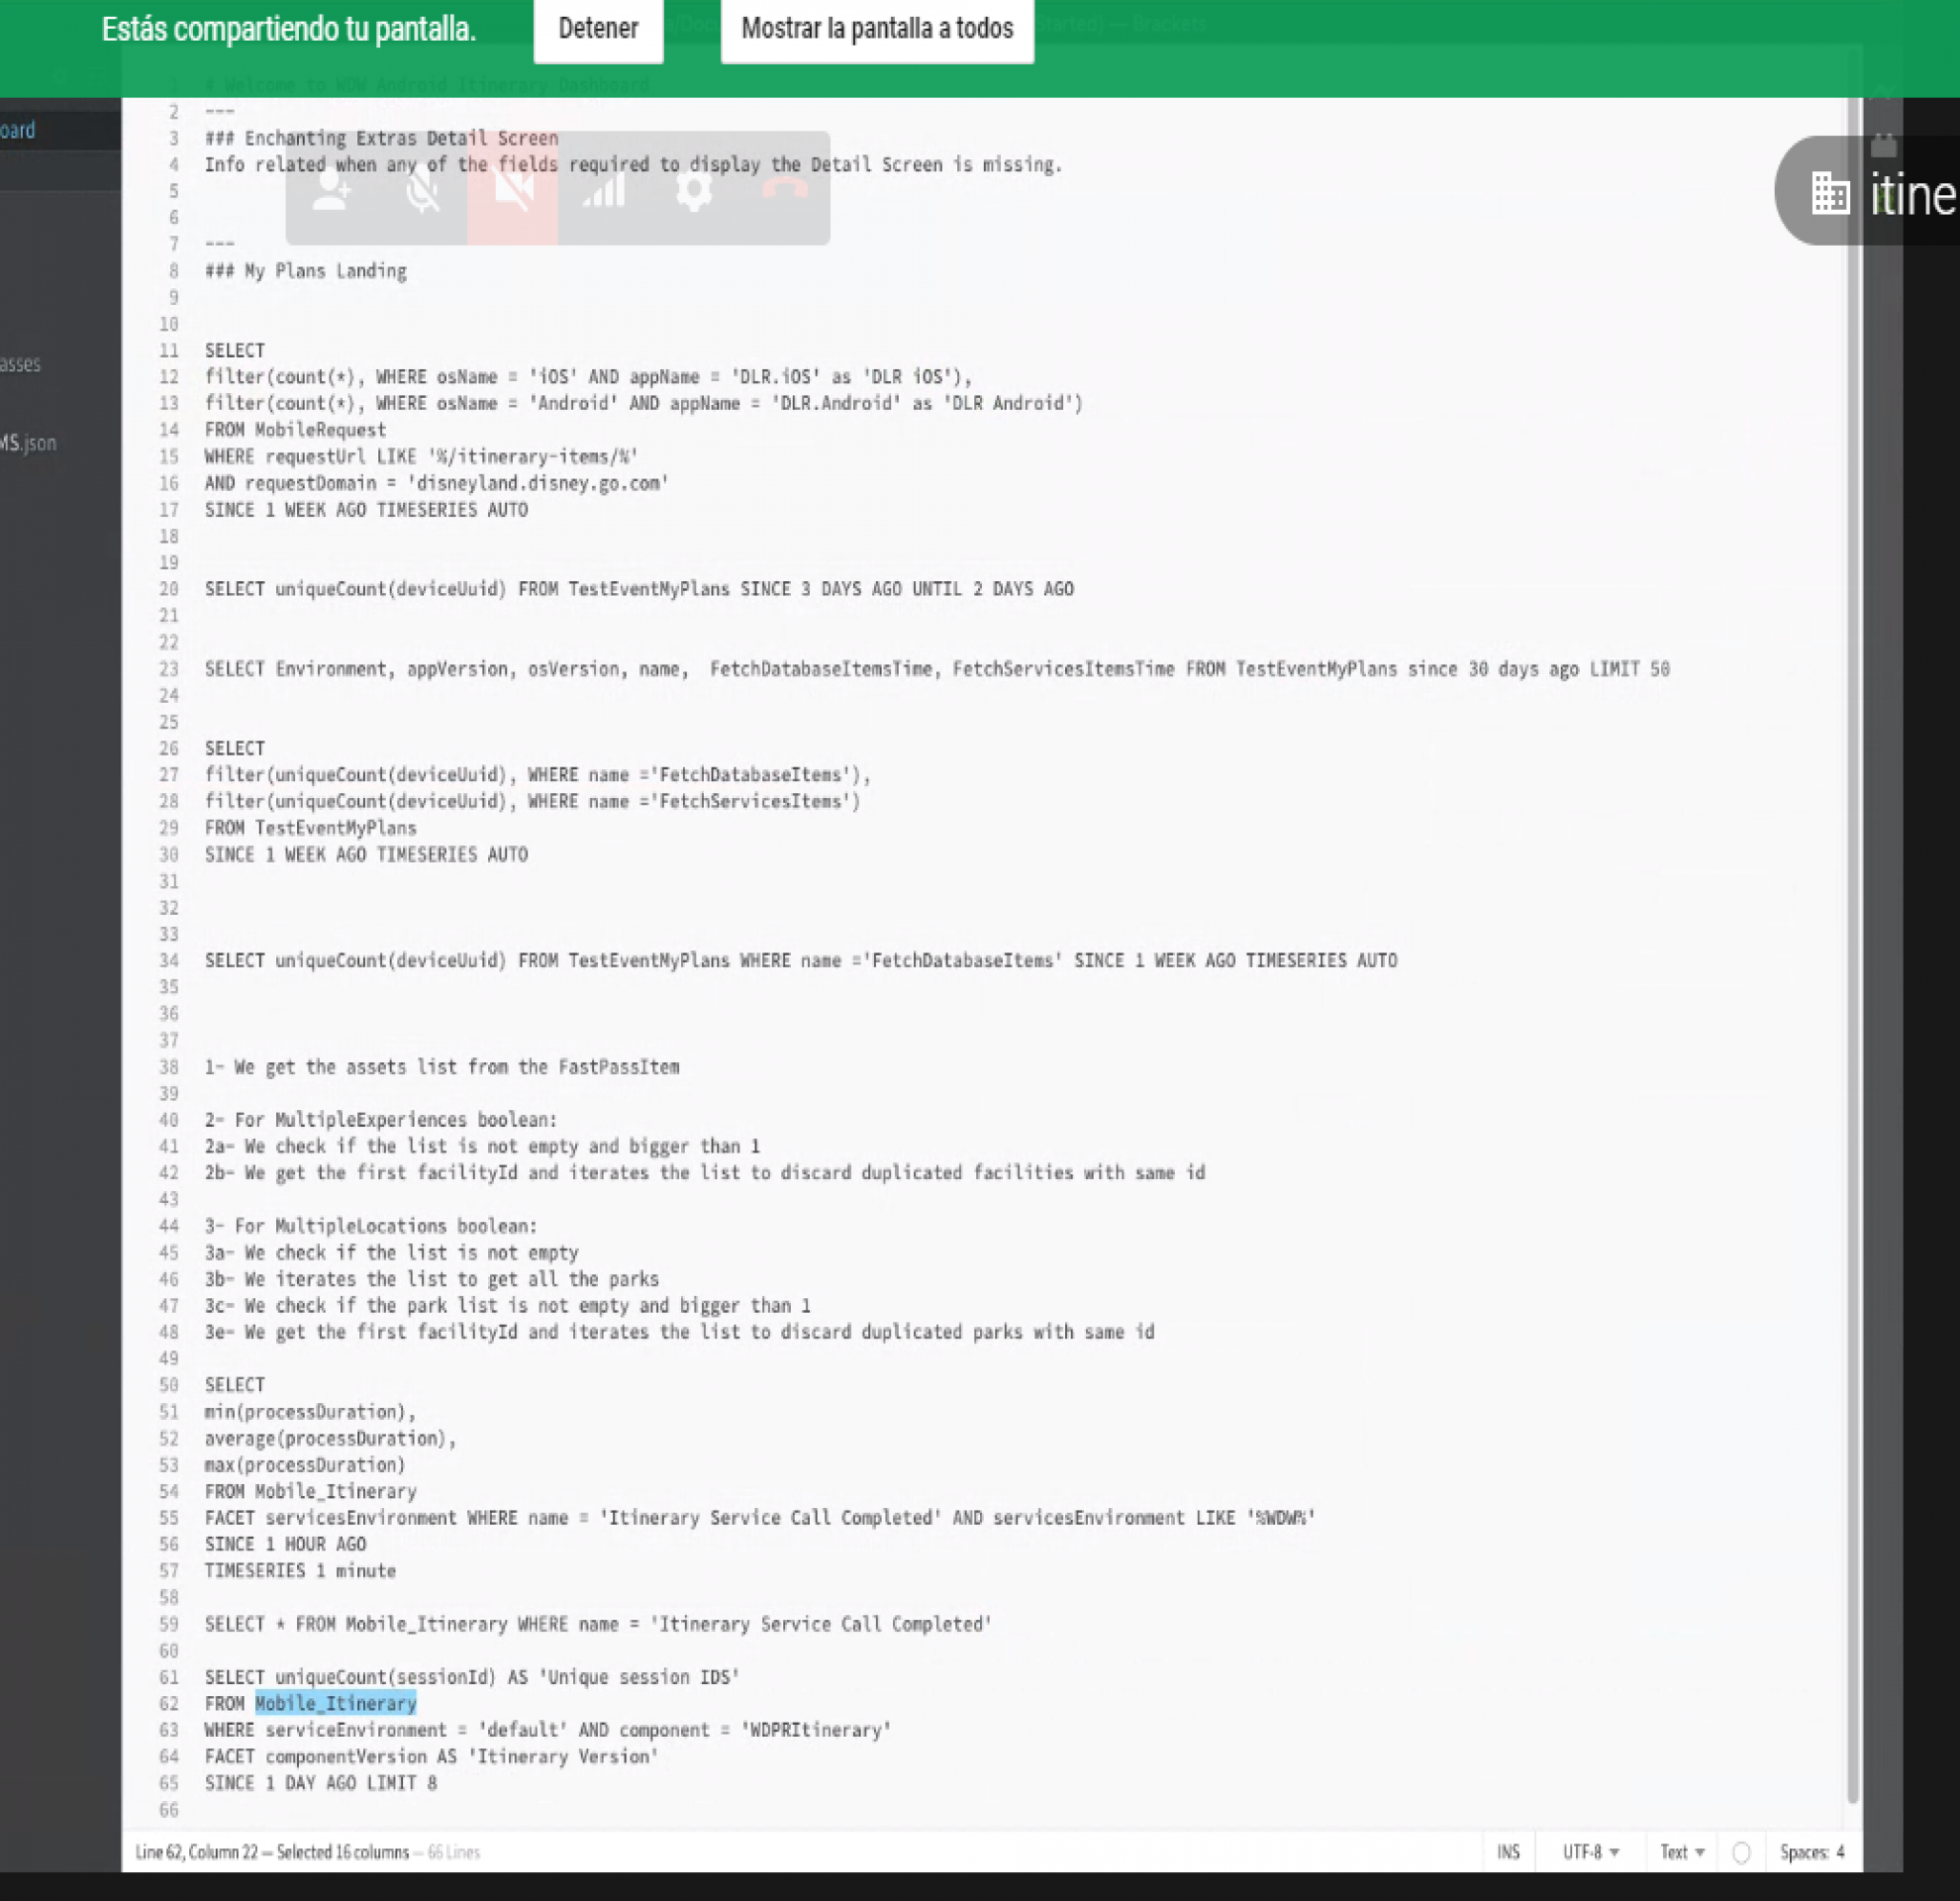 Estás compartiendo tu pantalla.
Detener
Mostrar la pantalla a todos
Started) — Brackets
oard
itine
asses
MS.json
1 # Welcome to WDW Android Itinerary Dashboard
2 ---
3 ### Enchanting Extras Detail Screen
4 Info related when any of the fields required to display the Detail Screen is missing.
5
6
7 ---
8 ### My Plans Landing
9
10
11 SELECT
12 filter(count(*), WHERE osName = 'iOS' AND appName = 'DLR.iOS' as 'DLR iOS'),
13 filter(count(*), WHERE osName = 'Android' AND appName = 'DLR.Android' as 'DLR Android')
14 FROM MobileRequest
15 WHERE requestUrl LIKE '%/itinerary-items/%'
16 AND requestDomain = 'disneyland.disney.go.com'
17 SINCE 1 WEEK AGO TIMESERIES AUTO
18
19
20 SELECT uniqueCount(deviceUuid) FROM TestEventMyPlans SINCE 3 DAYS AGO UNTIL 2 DAYS AGO
21
22
23 SELECT Environment, appVersion, osVersion, name,  FetchDatabaseItemsTime, FetchServicesItemsTime FROM TestEventMyPlans since 30 days ago LIMIT 50
24
25
26 SELECT
27 filter(uniqueCount(deviceUuid), WHERE name ='FetchDatabaseItems'),
28 filter(uniqueCount(deviceUuid), WHERE name ='FetchServicesItems')
29 FROM TestEventMyPlans
30 SINCE 1 WEEK AGO TIMESERIES AUTO
31
32
33
34 SELECT uniqueCount(deviceUuid) FROM TestEventMyPlans WHERE name ='FetchDatabaseItems' SINCE 1 WEEK AGO TIMESERIES AUTO
35
36
37
38 1- We get the assets list from the FastPassItem
39
40 2- For MultipleExperiences boolean:
41 2a- We check if the list is not empty and bigger than 1
42 2b- We get the first facilityId and iterates the list to discard duplicated facilities with same id
43
44 3- For MultipleLocations boolean:
45 3a- We check if the list is not empty
46 3b- We iterates the list to get all the parks
47 3c- We check if the park list is not empty and bigger than 1
48 3e- We get the first facilityId and iterates the list to discard duplicated parks with same id
49
50 SELECT
51 min(processDuration),
52 average(processDuration),
53 max(processDuration)
54 FROM Mobile_Itinerary
55 FACET servicesEnvironment WHERE name = 'Itinerary Service Call Completed' AND servicesEnvironment LIKE '%WDW%'
56 SINCE 1 HOUR AGO
57 TIMESERIES 1 minute
58
59 SELECT * FROM Mobile_Itinerary WHERE name = 'Itinerary Service Call Completed'
60
61 SELECT uniqueCount(sessionId) AS 'Unique session IDS'
62 FROM Mobile_Itinerary
63 WHERE serviceEnvironment = 'default' AND component = 'WDPRItinerary'
64 FACET componentVersion AS 'Itinerary Version'
65 SINCE 1 DAY AGO LIMIT 8
66
Line 62, Column 22 — Selected 16 columns — 66 Lines
INS UTF-8 Text Spaces: 4